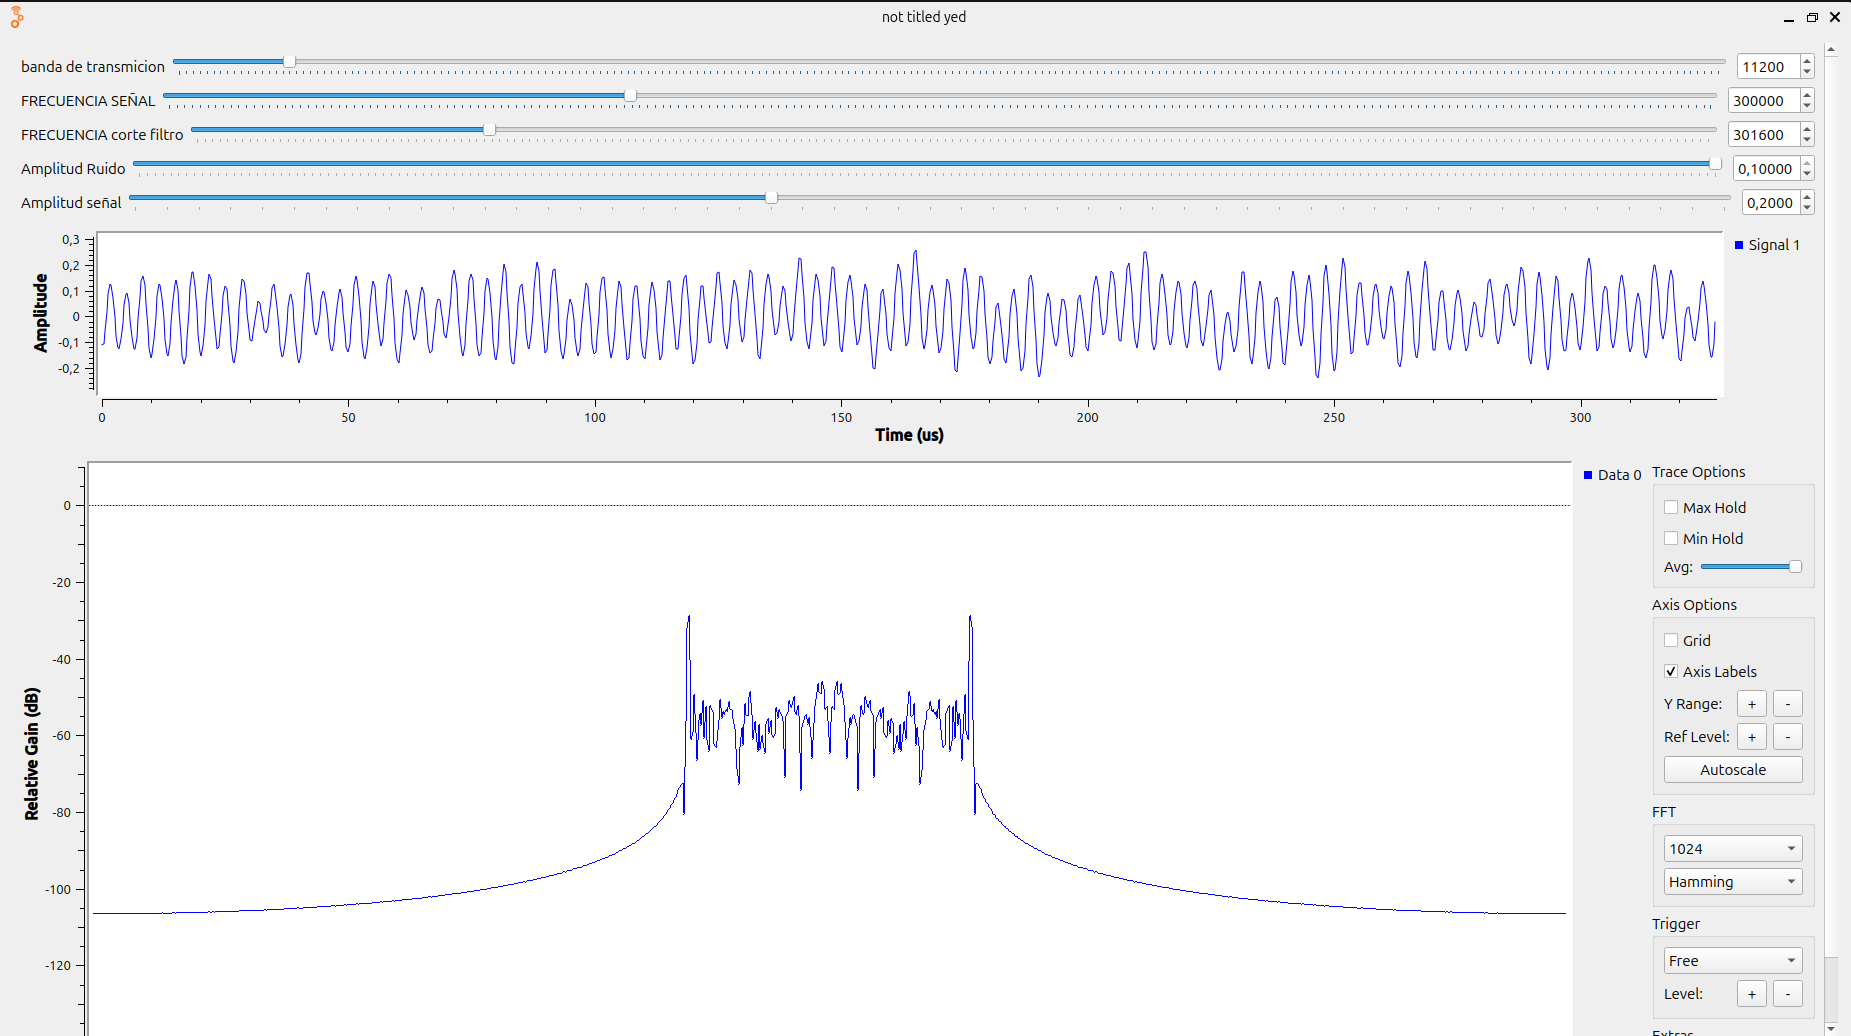 not titled yed
banda de transmicion 11200
FRECUENCIA SEÑAL 300000
FRECUENCIA corte filtro 301600
Amplitud Ruido 0,10000
Amplitud señal 0,2000
Signal 1
Amplitude
0,3
0,2
0,1
0
-0,1
-0,2
0 50 100 150 200 250 300
Time (us)
Data 0
Relative Gain (dB)
0
-20
-40
-60
-80
-100
-120
Trace Options
Max Hold
Min Hold
Avg:
Axis Options
Grid
Axis Labels
Y Range: + -
Ref Level: + -
Autoscale
FFT
1024
Hamming
Trigger
Free
Level: + -
Extras